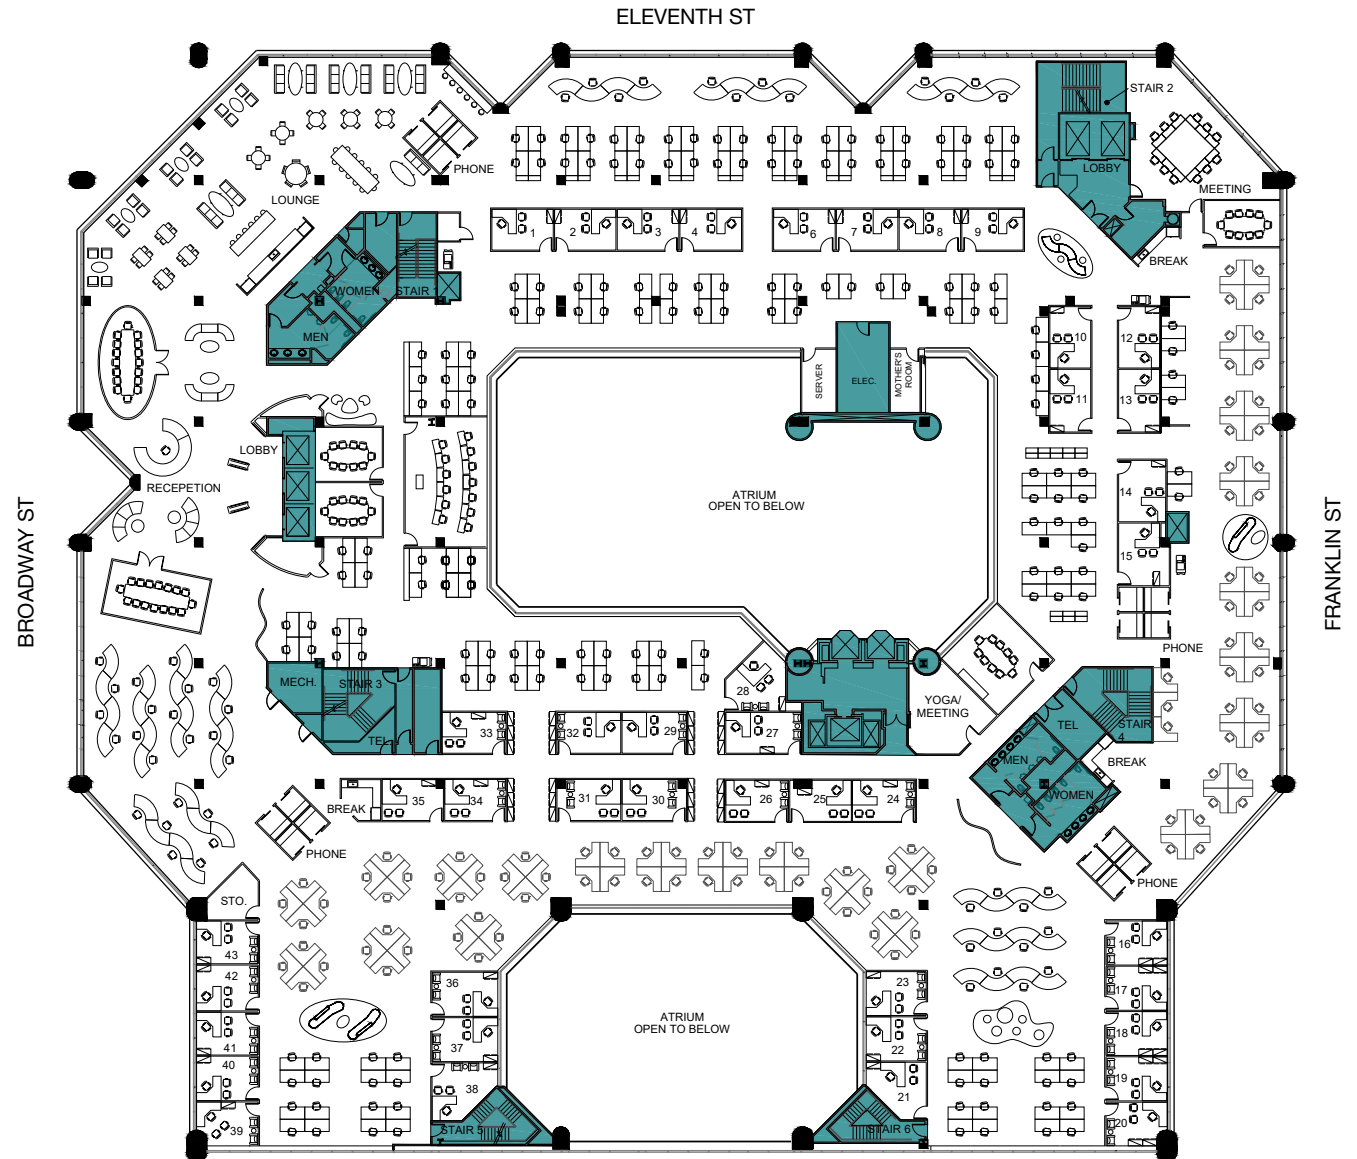 ELEVENTH ST
STAIR 2
PHONE
LOBBY
MEETING
LOUNGE
1
2
3
4
6
7
8
9
BREAK
WOMEN
STAIR 1
MEN
10
12
11
13
SERVER
ELEC.
MOTHER'S
ROOM
LOBBY
RECEPETION
ATRIUM
OPEN TO BELOW
14
15
BROADWAY ST
FRANKLIN ST
PHONE
MECH.
STAIR 3
TEL
28
YOGA/
MEETING
33
32
29
27
TEL
STAIR
4
MEN
BREAK
WOMEN
BREAK
35
34
31
30
26
25
24
PHONE
PHONE
STO.
43
42
41
40
39
36
37
38
STAIR 5
ATRIUM
OPEN TO BELOW
23
22
21
STAIR 6
16
17
18
19
20